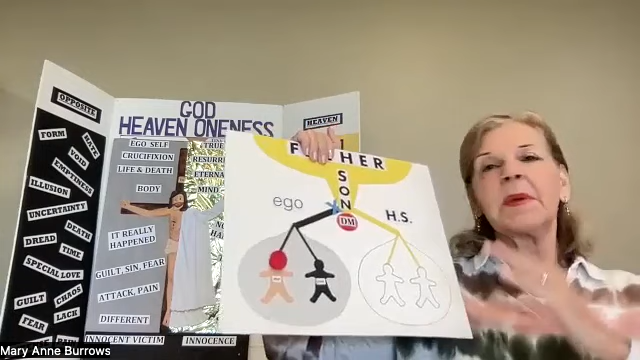 OPPOSITE
FORM
HATE
VOID
EMPTINESS
ILLUSION
UNCERTAINTY
DEATH
DREAD
TIME
SPECIAL LOVE
GUILT
CHAOS
LACK
FEAR
GOD
HEAVEN ONENESS
EGO SELF
CRUCIFIXION
LIFE & DEATH
BODY
IT REALLY
HAPPENED
GUILT, SIN, FEAR
ATTACK, PAIN
DIFFERENT
INNOCENT VICTIM
INNOCENCE
TRUE
RESURR
ETERNA
MIND
HEAVEN
HER
SON
DM
ego
H.S.
Mary Anne Burrows